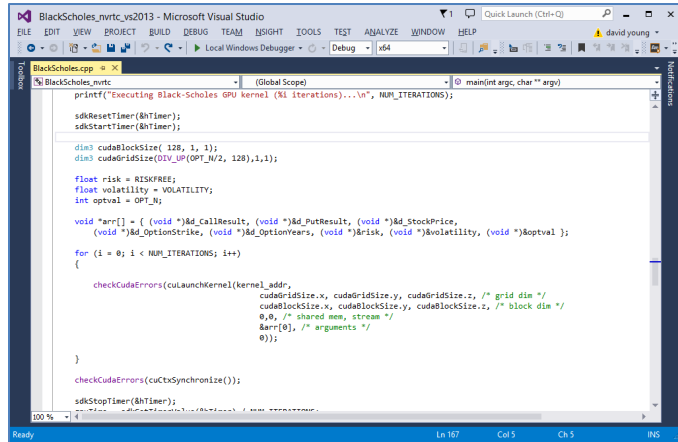 BlackScholes_nvrtc_vs2013 - Microsoft Visual Studio
1
Quick Launch (Ctrl+Q)
FILE EDIT VIEW PROJECT BUILD DEBUG TEAM NSIGHT TOOLS TEST ANALYZE WINDOW HELP
david young
Local Windows Debugger
Debug
x64
Toolbox
Notifications
BlackScholes.cpp
BlackScholes_nvrtc
(Global Scope)
main(int argc, char ** argv)
printf("Executing Black-Scholes GPU kernel (%i iterations)...\n", NUM_ITERATIONS);
sdkResetTimer(&hTimer);
sdkStartTimer(&hTimer);
dim3 cudaBlockSize( 128, 1, 1);
dim3 cudaGridSize(DIV_UP(OPT_N/2, 128),1,1);
float risk = RISKFREE;
float volatility = VOLATILITY;
int optval = OPT_N;
void *arr[] = { (void *)&d_CallResult, (void *)&d_PutResult, (void *)&d_StockPrice,
(void *)&d_OptionStrike, (void *)&d_OptionYears, (void *)&risk, (void *)&volatility, (void *)&optval };
for (i = 0; i < NUM_ITERATIONS; i++)
{
checkCudaErrors(cuLaunchKernel(kernel_addr,
cudaGridSize.x, cudaGridSize.y, cudaGridSize.z, /* grid dim */
cudaBlockSize.x, cudaBlockSize.y, cudaBlockSize.z, /* block dim */
0,0, /* shared mem, stream */
&arr[0], /* arguments */
0));
}
checkCudaErrors(cuCtxSynchronize());
sdkStopTimer(&hTimer);
100 %
Ready
Ln 167
Col 5
Ch 5
INS